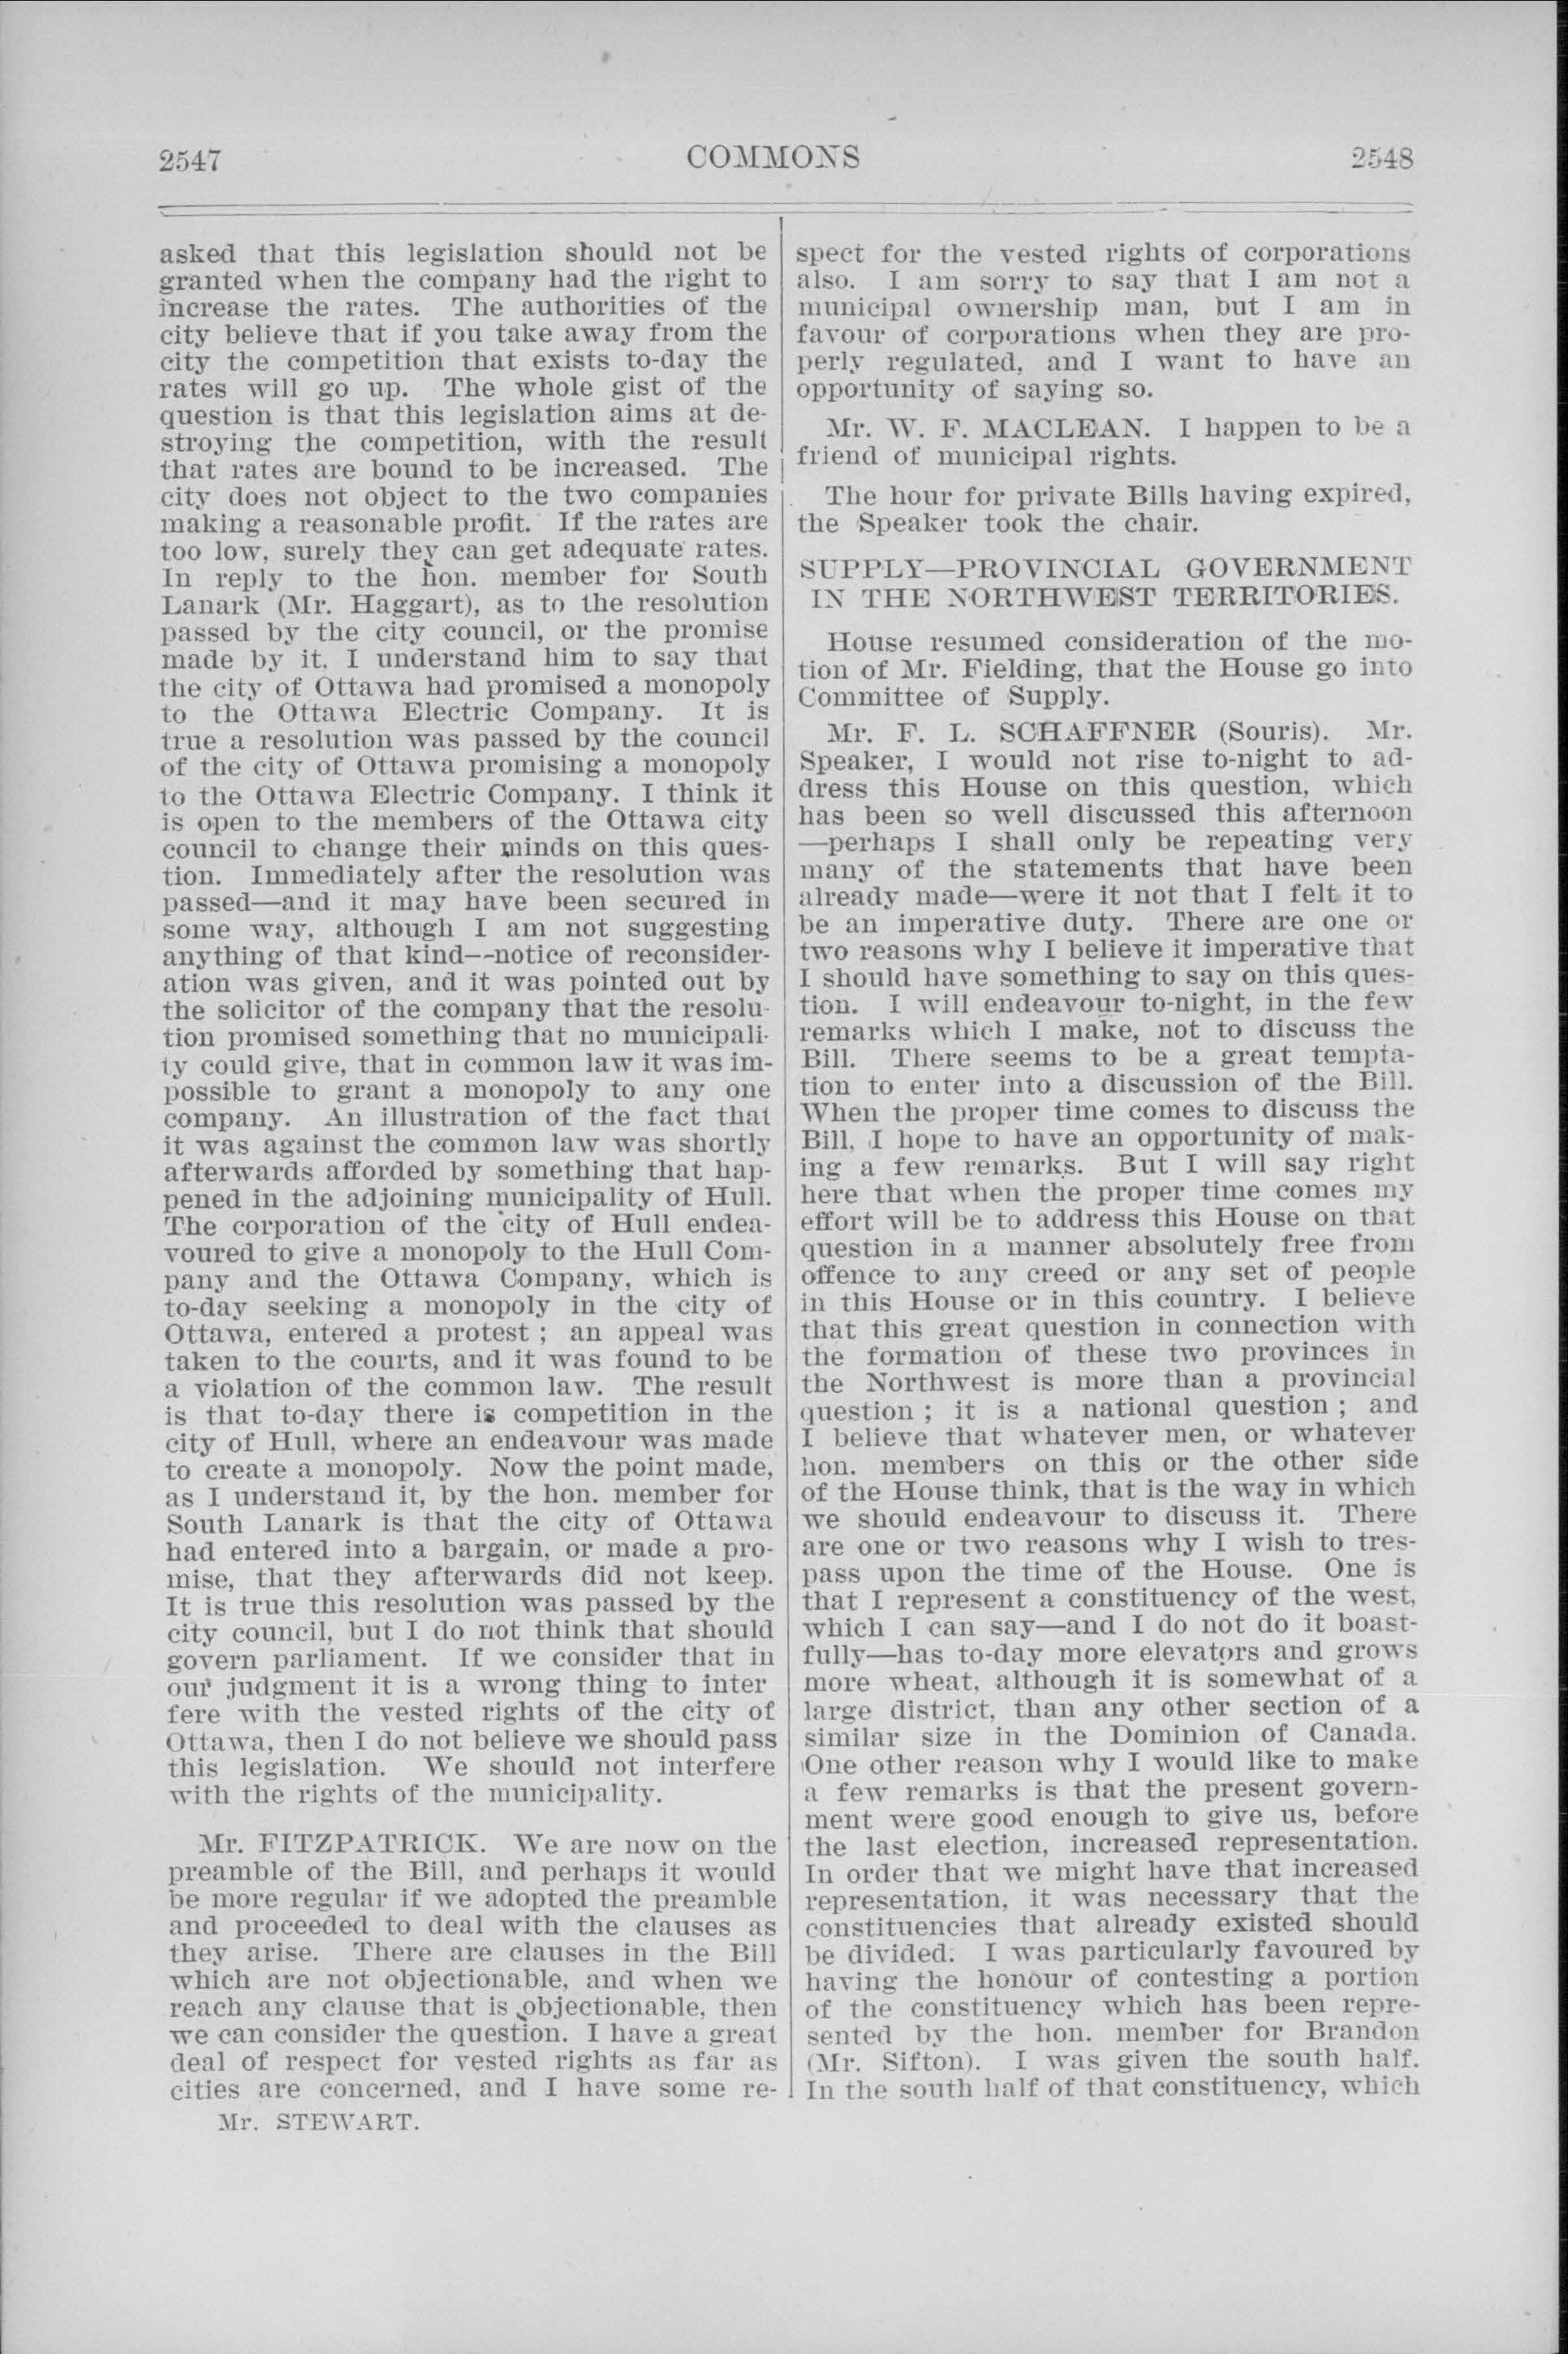 2547
COMMONS
2548
asked that this legislation should not be
granted when the company had the right to
increase the rates. The authorities of the
city believe that if you take away from the
city the competition that exists to-day the
rates will go up. The whole gist of the
question is that this legislation aims at de-
stroying the competition, with the result
that rates are bound to be increased. The
city does not object to the two companies
making a reasonable profit. If the rates are
too low, surely they can get adequate rates.
In reply to the hon. member for South
Lanark (Mr. Haggart), as to the resolution
passed by the city council, or the promise
made by it, I understand him to say that
the city of Ottawa had promised a monopoly
to the Ottawa Electric Company. It is
true a resolution was passed by the council
of the city of Ottawa promising a monopoly
to the Ottawa Electric Company. I think it
is open to the members of the Ottawa city
council to change their minds on this ques-
tion. Immediately after the resolution was
passed—and it may have been secured in
some way, although I am not suggesting
anything of that kind--notice of reconsider-
ation was given, and it was pointed out by
the solicitor of the company that the resolu-
tion promised something that no municipali-
ty could give, that in common law it was im-
possible to grant a monopoly to any one
company. An illustration of the fact that
it was against the common law was shortly
afterwards afforded by something that hap-
pened in the adjoining municipality of Hull.
The corporation of the city of Hull endea-
voured to give a monopoly to the Hull Com-
pany and the Ottawa Company, which is
to-day seeking a monopoly in the city of
Ottawa, entered a protest ; an appeal was
taken to the courts, and it was found to be
a violation of the common law. The result
is that to-day there is competition in the
city of Hull, where an endeavour was made
to create a monopoly. Now the point made,
as I understand it, by the hon. member for
South Lanark is that the city of Ottawa
had entered into a bargain, or made a pro-
mise, that they afterwards did not keep.
It is true this resolution was passed by the
city council, but I do not think that should
govern parliament. If we consider that in
our judgment it is a wrong thing to inter
fere with the vested rights of the city of
Ottawa, then I do not believe we should pass
this legislation. We should not interfere
with the rights of the municipality.
Mr. FITZPATRICK. We are now on the
preamble of the Bill, and perhaps it would
be more regular if we adopted the preamble
and proceeded to deal with the clauses as
they arise. There are clauses in the Bill
which are not objectionable, and when we
reach any clause that is objectionable, then
we can consider the question. I have a great
deal of respect for vested rights as far as
cities are concerned, and I have some re-
Mr. STEWART.
spect for the vested rights of corporations
also. I am sorry to say that I am not a
municipal ownership man, but I am in
favour of corporations when they are pro-
perly regulated, and I want to have an
opportunity of saying so.
Mr. W. F. MACLEAN. I happen to be a
friend of municipal rights.
The hour for private Bills having expired,
the Speaker took the chair.
SUPPLY—PROVINCIAL GOVERNMENT
IN THE NORTHWEST TERRITORIES.
House resumed consideration of the mo-
tion of Mr. Fielding, that the House go into
Committee of Supply.
Mr. F. L. SCHAFFNER (Souris). Mr.
Speaker, I would not rise to-night to ad-
dress this House on this question, which
has been so well discussed this afternoon
—perhaps I shall only be repeating very
many of the statements that have been
already made—were it not that I felt it to
be an imperative duty. There are one or
two reasons why I believe it imperative that
I should have something to say on this ques-
tion. I will endeavour to-night, in the few
remarks which I make, not to discuss the
Bill. There seems to be a great tempta-
tion to enter into a discussion of the Bill.
When the proper time comes to discuss the
Bill, I hope to have an opportunity of mak-
ing a few remarks. But I will say right
here that when the proper time comes my
effort will be to address this House on that
question in a manner absolutely free from
offence to any creed or any set of people
in this House or in this country. I believe
that this great question in connection with
the formation of these two provinces in
the Northwest is more than a provincial
question ; it is a national question ; and
I believe that whatever men, or whatever
hon. members on this or the other side
of the House think, that is the way in which
we should endeavour to discuss it. There
are one or two reasons why I wish to tres-
pass upon the time of the House. One is
that I represent a constituency of the west,
which I can say—and I do not do it boast-
fully—has to-day more elevators and grows
more wheat, although it is somewhat of a
large district, than any other section of a
similar size in the Dominion of Canada.
One other reason why I would like to make
a few remarks is that the present govern-
ment were good enough to give us, before
the last election, increased representation.
In order that we might have that increased
representation, it was necessary that the
constituencies that already existed should
be divided. I was particularly favoured by
having the honour of contesting a portion
of the constituency which has been repre-
sented by the hon. member for Brandon
(Mr. Sifton). I was given the south half.
In the south half of that constituency, which